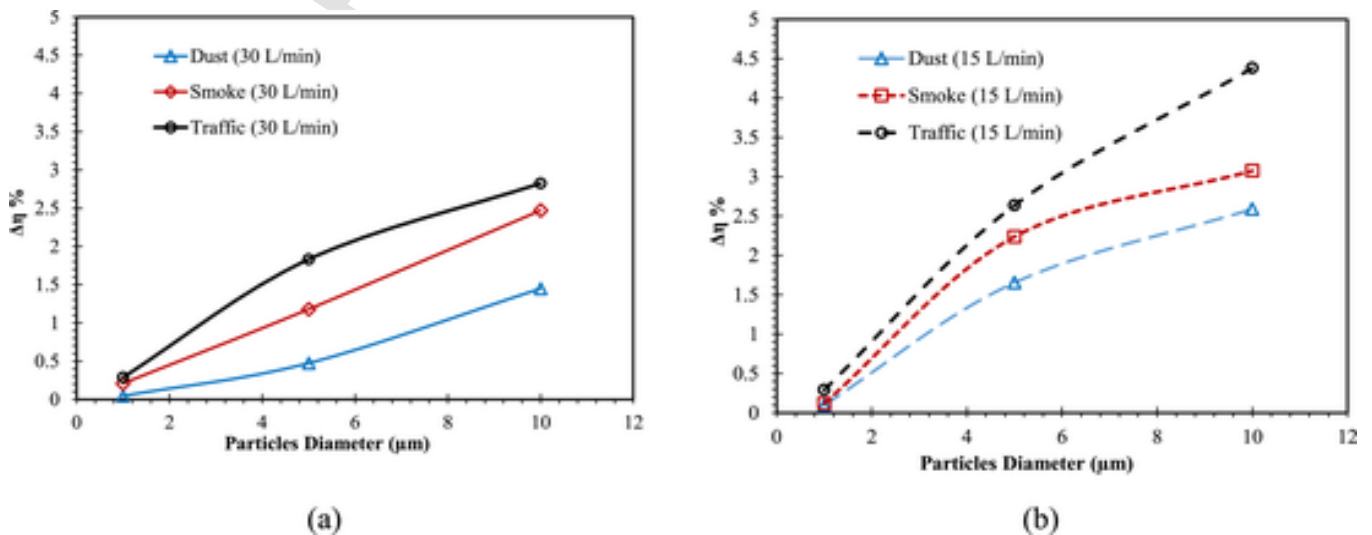 5
4.5
4
3.5
3
2.5
2
1.5
1
0.5
0
Δη %
Dust (30 L/min)
Smoke (30 L/min)
Traffic (30 L/min)
0 2 4 6 8 10 12
Particles Diameter (µm)
(a)
5
4.5
4
3.5
3
2.5
2
1.5
1
0.5
0
Δη %
Dust (15 L/min)
Smoke (15 L/min)
Traffic (15 L/min)
0 2 4 6 8 10 12
Particles Diameter (µm)
(b)